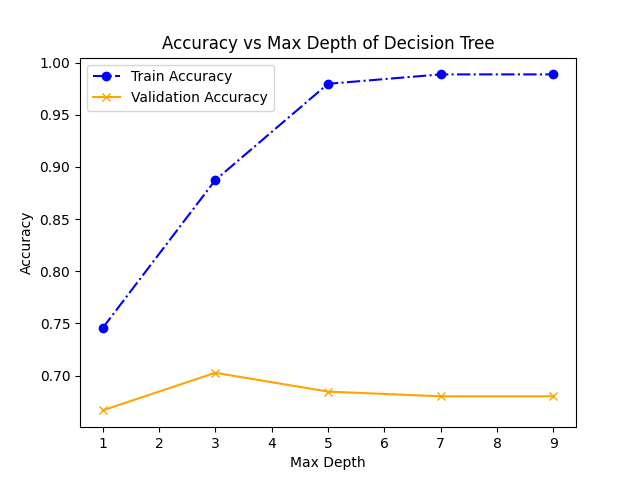 Accuracy vs Max Depth of Decision Tree
Train Accuracy
Validation Accuracy
1.00
0.95
0.90
0.85
0.80
0.75
0.70
Accuracy
1 2 3 4 5 6 7 8 9
Max Depth